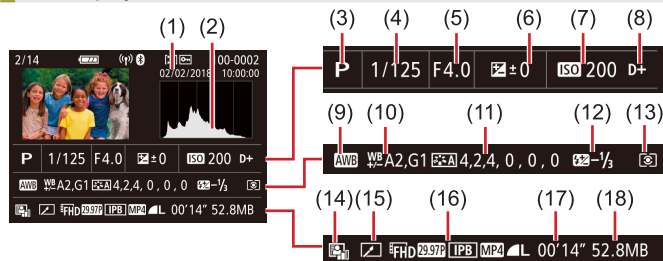 (1) (2)
2/14 00-0002
02/02/2018 10:00:00
P 1/125 F4.0 ±0 ISO 200 D+
AWB WB A2,G1 A 4,2,4, 0, 0, 0 -1/3
FHD 29.97P IPB MP4 L 00'14" 52.8MB
(3) (4) (5) (6) (7) (8)
P 1/125 F4.0 ±0 ISO 200 D+
(9) (10) (11) (12) (13)
AWB WB A2,G1 A 4,2,4, 0, 0, 0 -1/3
(14) (15) (16) (17) (18)
FHD 29.97P IPB MP4 L 00'14" 52.8MB